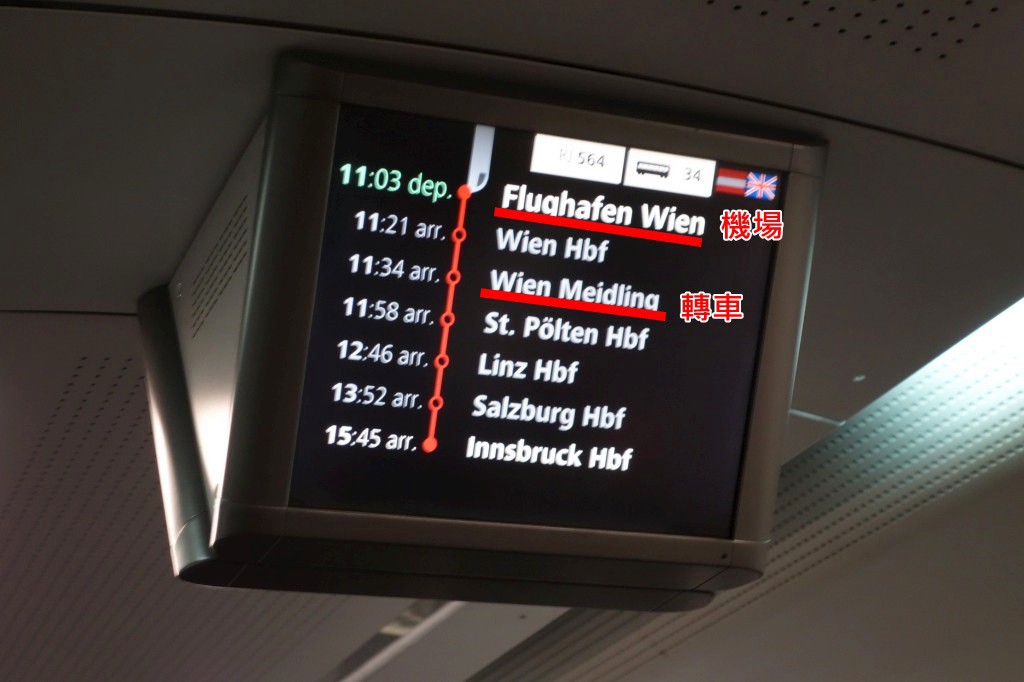 RJ 564 34
11:03 dep. Flughafen Wien 機場
11:21 arr. Wien Hbf
11:34 arr. Wien Meidling 轉車
11:58 arr. St. Pölten Hbf
12:46 arr. Linz Hbf
13:52 arr. Salzburg Hbf
15:45 arr. Innsbruck Hbf